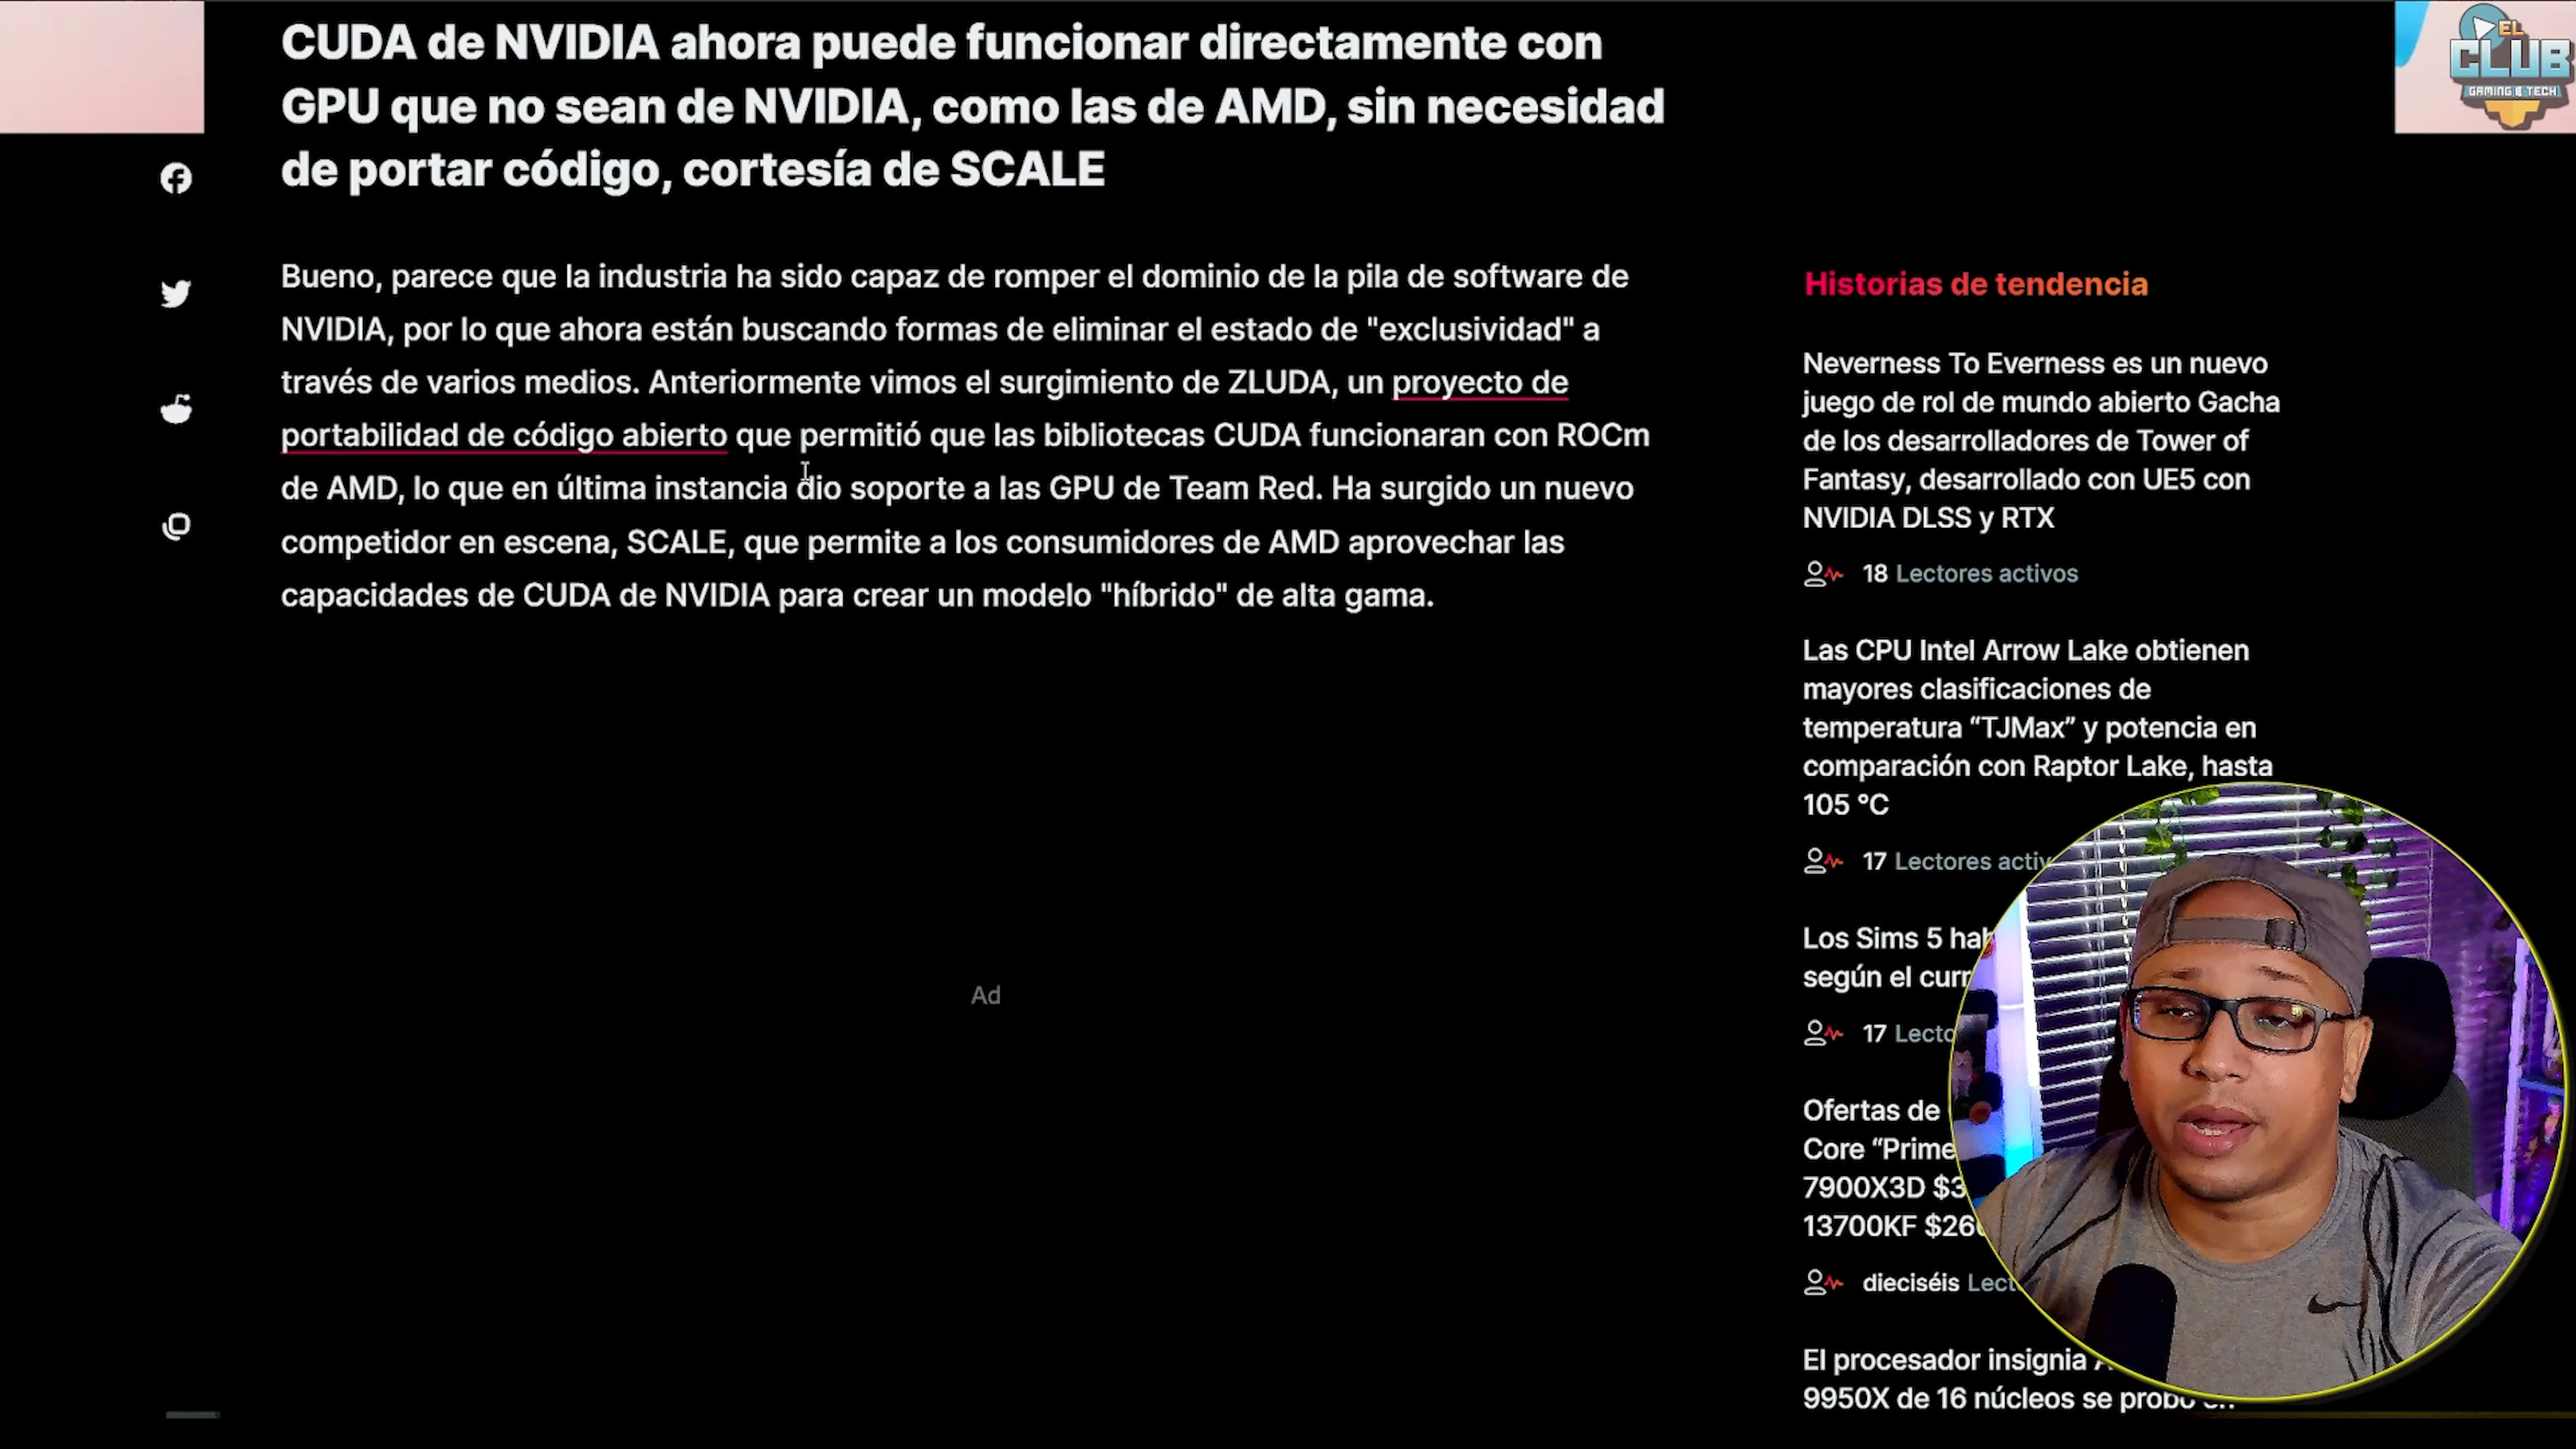 EL
CLUB
GAMING & TECH
CUDA de NVIDIA ahora puede funcionar directamente con
GPU que no sean de NVIDIA, como las de AMD, sin necesidad
de portar código, cortesía de SCALE
Bueno, parece que la industria ha sido capaz de romper el dominio de la pila de software de
NVIDIA, por lo que ahora están buscando formas de eliminar el estado de "exclusividad" a
través de varios medios. Anteriormente vimos el surgimiento de ZLUDA, un proyecto de
portabilidad de código abierto que permitió que las bibliotecas CUDA funcionaran con ROCm
de AMD, lo que en última instancia dio soporte a las GPU de Team Red. Ha surgido un nuevo
competidor en escena, SCALE, que permite a los consumidores de AMD aprovechar las
capacidades de CUDA de NVIDIA para crear un modelo "híbrido" de alta gama.
Ad
Historias de tendencia
Neverness To Everness es un nuevo
juego de rol de mundo abierto Gacha
de los desarrolladores de Tower of
Fantasy, desarrollado con UE5 con
NVIDIA DLSS y RTX
18 Lectores activos
Las CPU Intel Arrow Lake obtienen
mayores clasificaciones de
temperatura “TJMax” y potencia en
comparación con Raptor Lake, hasta
105 °C
17 Lectores activ
Los Sims 5 hab
según el curr
17 Lecto
Ofertas de
Core “Prime
7900X3D $3
13700KF $26
dieciséis Lect
El procesador insignia A
9950X de 16 núcleos se probó en